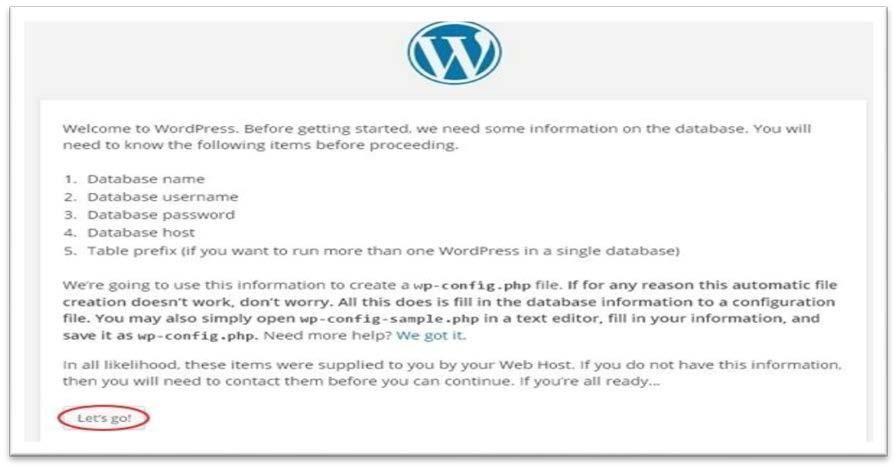 Welcome to WordPress. Before getting started, we need some information on the database. You will
need to know the following items before proceeding.
1. Database name
2. Database username
3. Database password
4. Database host
5. Table prefix (if you want to run more than one WordPress in a single database)
We're going to use this information to create a wp-config.php file. If for any reason this automatic file
creation doesn't work, don't worry. All this does is fill in the database information to a configuration
file. You may also simply open wp-config-sample.php in a text editor, fill in your information, and
save it as wp-config.php. Need more help? We got it.
In all likelihood, these items were supplied to you by your Web Host. If you do not have this information,
then you will need to contact them before you can continue. If you're all ready...
Let's go!